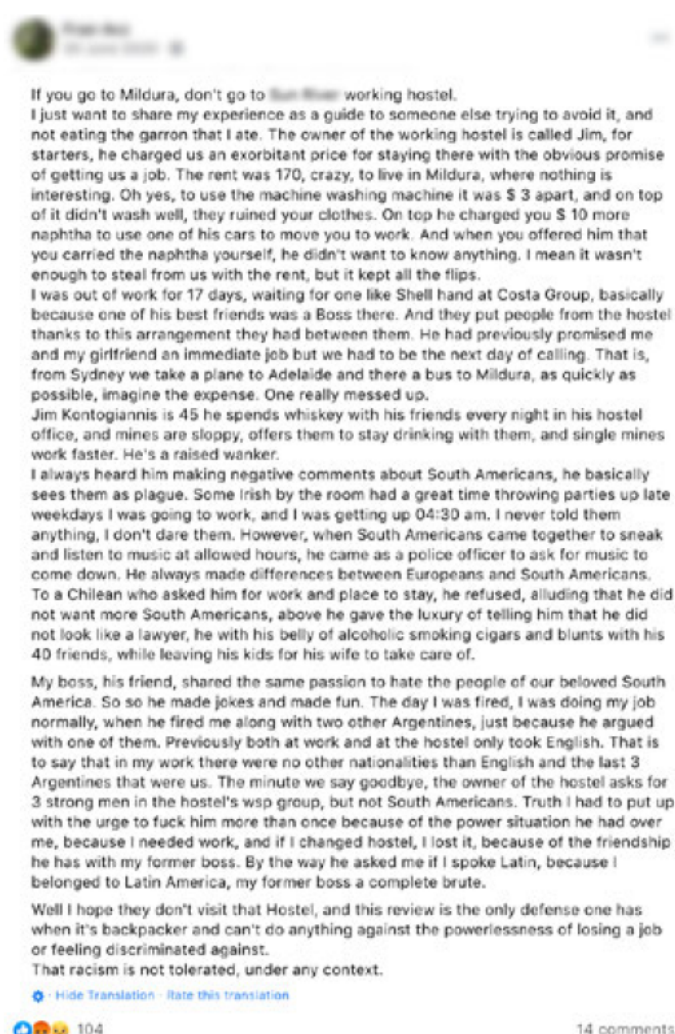 If you go to Mildura, don't go to working hostel.
I just want to share my experience as a guide to someone else trying to avoid it, and
not eating the garron that I ate. The owner of the working hostel is called Jim, for
starters, he charged us an exorbitant price for staying there with the obvious promise
of getting us a job. The rent was 170, crazy, to live in Mildura, where nothing is
interesting. Oh yes, to use the machine washing machine it was $ 3 apart, and on top
of it didn't wash well, they ruined your clothes. On top he charged you $ 10 more
naphtha to use one of his cars to move you to work. And when you offered him that
you carried the naphtha yourself, he didn't want to know anything. I mean it wasn't
enough to steal from us with the rent, but it kept all the flips.
I was out of work for 17 days, waiting for one like Shell hand at Costa Group, basically
because one of his best friends was a Boss there. And they put people from the hostel
thanks to this arrangement they had between them. He had previously promised me
and my girlfriend an immediate job but we had to be the next day of calling. That is,
from Sydney we take a plane to Adelaide and there a bus to Mildura, as quickly as
possible, imagine the expense. One really messed up.
Jim Kontogiannis is 45 he spends whiskey with his friends every night in his hostel
office, and mines are sloppy, offers them to stay drinking with them, and single mines
work faster. He's a raised wanker.
I always heard him making negative comments about South Americans, he basically
sees them as plague. Some Irish by the room had a great time throwing parties up late
weekdays I was going to work, and I was getting up 04:30 am. I never told them
anything, I don't dare them. However, when South Americans came together to sneak
and listen to music at allowed hours, he came as a police officer to ask for music to
come down. He always made differences between Europeans and South Americans.
To a Chilean who asked him for work and place to stay, he refused, alluding that he did
not want more South Americans, above he gave the luxury of telling him that he did
not look like a lawyer, he with his belly of alcoholic smoking cigars and blunts with his
40 friends, while leaving his kids for his wife to take care of.
My boss, his friend, shared the same passion to hate the people of our beloved South
America. So so he made jokes and made fun. The day I was fired, I was doing my job
normally, when he fired me along with two other Argentines, just because he argued
with one of them. Previously both at work and at the hostel only took English. That is
to say that in my work there were no other nationalities than English and the last 3
Argentines that were us. The minute we say goodbye, the owner of the hostel asks for
3 strong men in the hostel's wsp group, but not South Americans. Truth I had to put up
with the urge to fuck him more than once because of the power situation he had over
me, because I needed work, and if I changed hostel, I lost it, because of the friendship
he has with my former boss. By the way he asked me if I spoke Latin, because I
belonged to Latin America, my former boss a complete brute.
Well I hope they don't visit that Hostel, and this review is the only defense one has
when it's backpacker and can't do anything against the powerlessness of losing a job
or feeling discriminated against.
That racism is not tolerated, under any context.
· Hide Translation · Rate this translation
104 14 comments